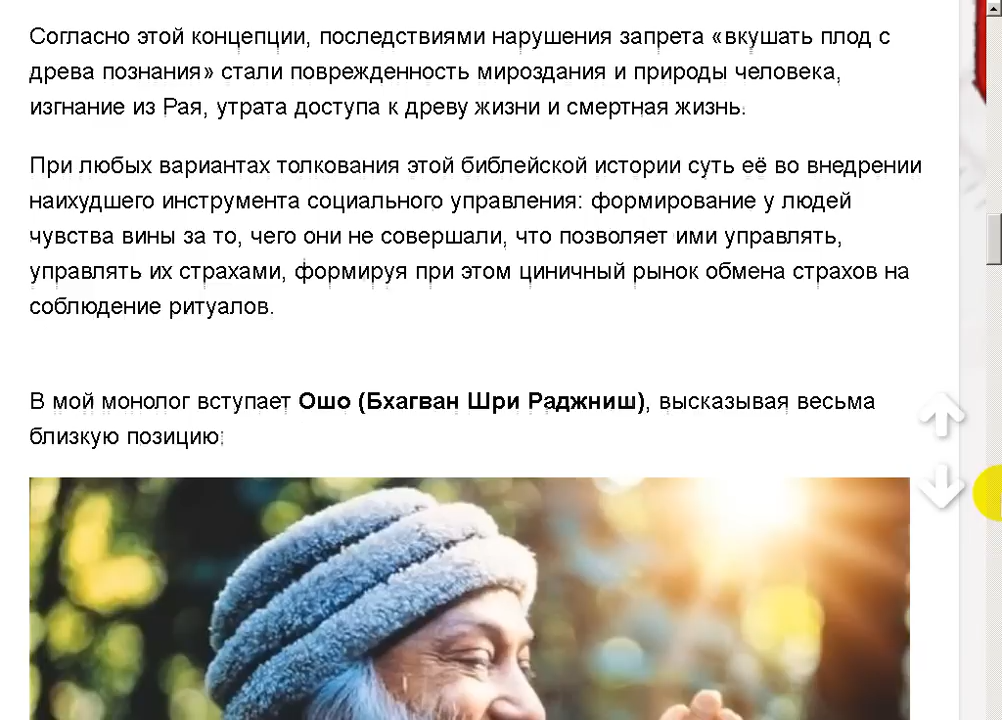 Согласно этой концепции, последствиями нарушения запрета «вкушать плод с
древа познания» стали поврежденность мироздания и природы человека,
изгнание из Рая, утрата доступа к древу жизни и смертная жизнь.
При любых вариантах толкования этой библейской истории суть её во внедрении
наихудшего инструмента социального управления: формирование у людей
чувства вины за то, чего они не совершали, что позволяет ими управлять,
управлять их страхами, формируя при этом циничный рынок обмена страхов на
соблюдение ритуалов.
В мой монолог вступает Ошо (Бхагван Шри Раджниш), высказывая весьма
близкую позицию: